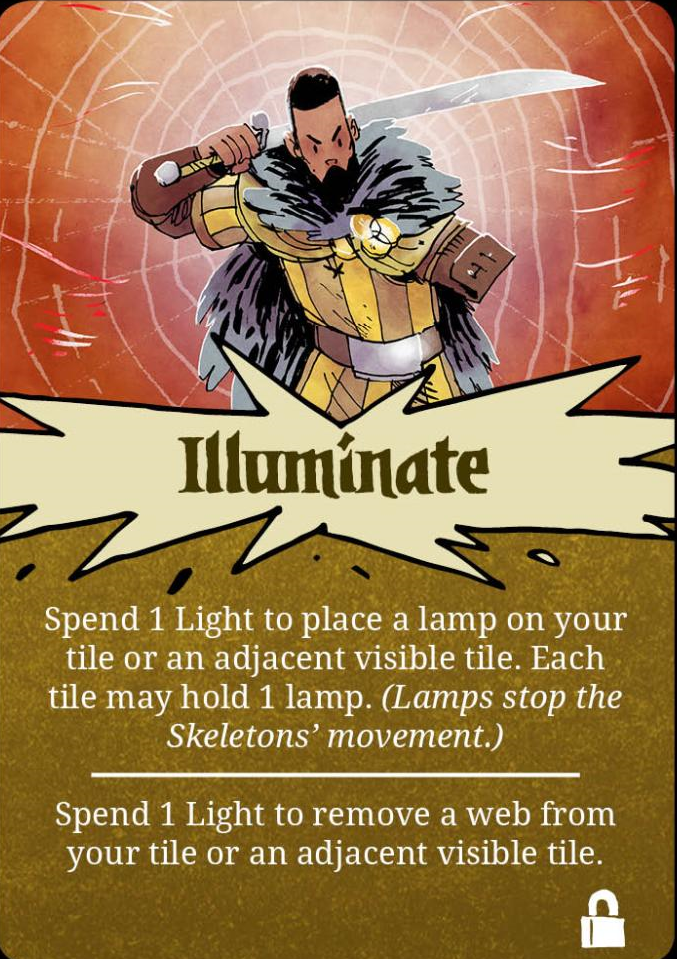 Illuminate
Spend 1 Light to place a lamp on your
tile or an adjacent visible tile. Each
tile may hold 1 lamp. (Lamps stop the
Skeletons’ movement.)
Spend 1 Light to remove a web from
your tile or an adjacent visible tile.